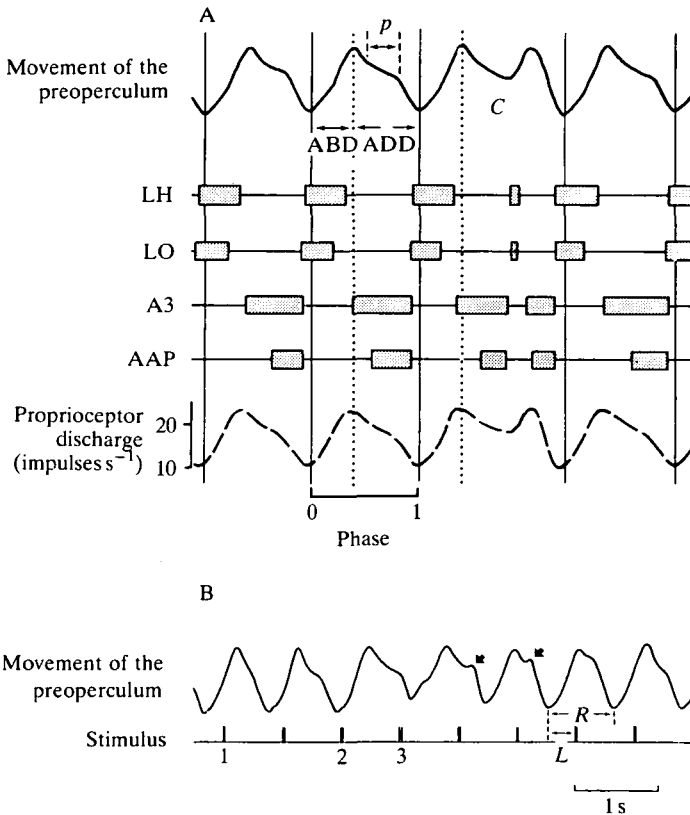 A
p
Movement of the
preoperculum
C
ABD ADD
LH
LO
A3
AAP
Proprioceptor
discharge
(impulses s⁻¹)
20
10
0 1
Phase
B
Movement of the
preoperculum
R
Stimulus
1 2 3 L
1 s